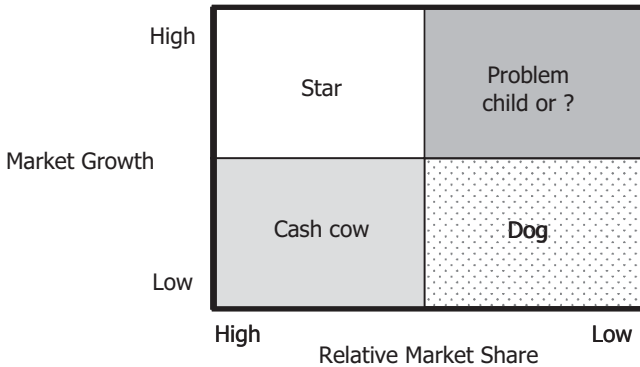 High
Star
Problem
child or ?
Market Growth
Cash cow
Dog
Low
High
Low
Relative Market Share